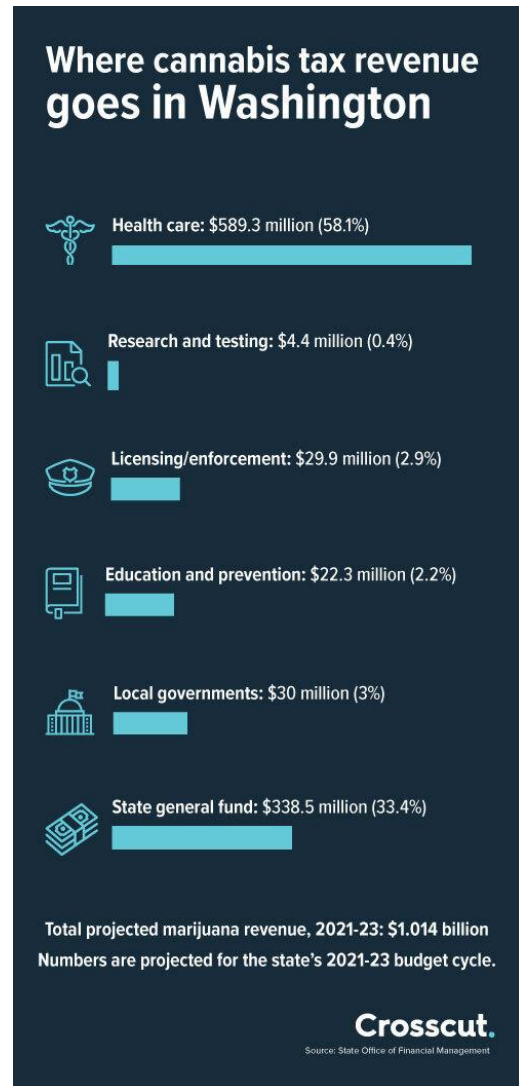 Where cannabis tax revenue
goes in Washington
Health care: $589.3 million (58.1%)
Research and testing: $4.4 million (0.4%)
Licensing/enforcement: $29.9 million (2.9%)
Education and prevention: $22.3 million (2.2%)
Local governments: $30 million (3%)
State general fund: $338.5 million (33.4%)
Total projected marijuana revenue, 2021-23: $1.014 billion
Numbers are projected for the state’s 2021-23 budget cycle.
Crosscut.
Source: State Office of Financial Management